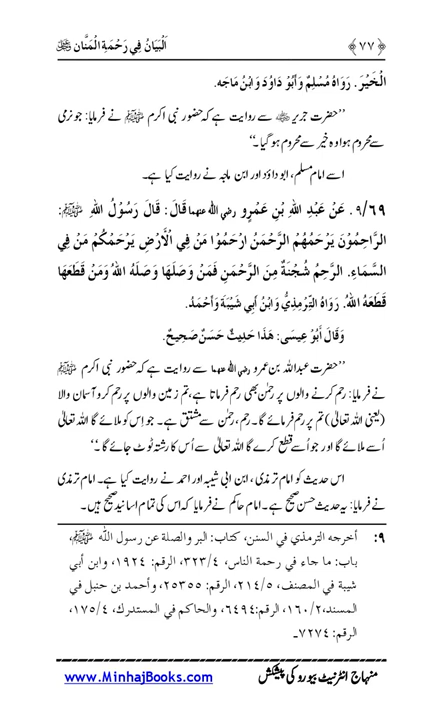 ﴿٧٧﴾ اَلْبَيَانُ فِي رَحْمَةِ الْمَنَّان ﷺ
الْخَيْرَ. رَوَاهُ مُسْلِمٌ وَأَبُوْ دَاوُدَ وَابْنُ مَاجَه.
’’حضرت جریر ﷜ سے روایت ہے کہ حضور نبی اکرم ﷺ نے فرمایا: جو نرمی
سے محروم ہوا وہ خیر سے محروم ہو گیا۔‘‘
اسے امام مسلم، ابو داؤد اور ابن ماجہ نے روایت کیا ہے۔
٩/٦٩. عَنْ عَبْدِ اللهِ بْنِ عَمْرٍو رضی اللہ عنہما قَالَ: قَالَ رَسُوْلُ اللهِ ﷺ:
الرَّاحِمُوْنَ يَرْحَمُهُمُ الرَّحْمٰنُ ارْحَمُوْا مَنْ فِي الْأَرْضِ يَرْحَمْكُمْ مَنْ فِي
السَّمَاءِ. الرَّحِمُ شُجْنَةٌ مِنَ الرَّحْمٰنِ فَمَنْ وَصَلَهَا وَصَلَهُ اللهُ وَمَنْ قَطَعَهَا
قَطَعَهُ اللهُ. رَوَاهُ التِّرْمِذِيُّ وَابْنُ أَبِي شَيْبَةَ وَأَحْمَدُ.
وَقَالَ أَبُوْ عِيسَى: هَذَا حَدِيْثٌ حَسَنٌ صَحِيْحٌ.
’’حضرت عبد اللہ بن عمرو رضی اللہ عنہما سے روایت ہے کہ حضور نبی اکرم ﷺ
نے فرمایا: رحم کرنے والوں پر رحمٰن بھی رحم فرماتا ہے، تم زمین والوں پر رحم کرو آسمان والا
(یعنی اللہ تعالیٰ) تم پر رحم فرمائے گا۔ رحم، رحمٰن سے مشتق ہے۔ جو اِس کو ملائے گا اللہ تعالیٰ
اُسے ملائے گا اور جو اُسے قطع کرے گا اللہ تعالیٰ سے اُس کا رشتہ ٹوٹ جائے گا۔‘‘
اس حدیث کو امام ترمذی، ابن ابی شیبہ اور احمد نے روایت کیا ہے۔ امام ترمذی
نے فرمایا: یہ حدیث حسن صحیح ہے۔ امام حاکم نے فرمایا کہ اس کی تمام اسانید صحیح ہیں۔
٩: أخرجه الترمذي في السنن، كتاب: البر والصلة عن رسول الله ﷺ،
باب: ما جاء في رحمة الناس، ٤/٣٢٣، الرقم: ١٩٢٤، وابن أبي
شيبة في المصنف، ٥/٢١٤، الرقم: ٢٥٣٥٥، وأحمد بن حنبل في
المسند، ٢/١٦٠، الرقم: ٦٤٩٤، والحاكم في المستدرك، ٤/١٧٥،
الرقم: ٧٢٧٤۔
منہاج انٹرنیٹ بیورو کی پیشکش www.MinhajBooks.com